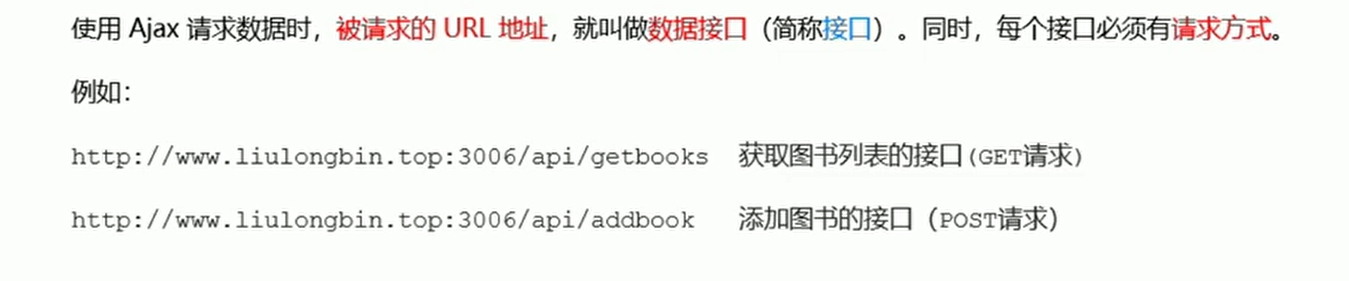 使用 Ajax 请求数据时，被请求的 URL 地址，就叫做数据接口（简称接口）。同时，每个接口必须有请求方式。
例如：
http://www.liulongbin.top:3006/api/getbooks 获取图书列表的接口(GET请求)
http://www.liulongbin.top:3006/api/addbook 添加图书的接口（POST请求）